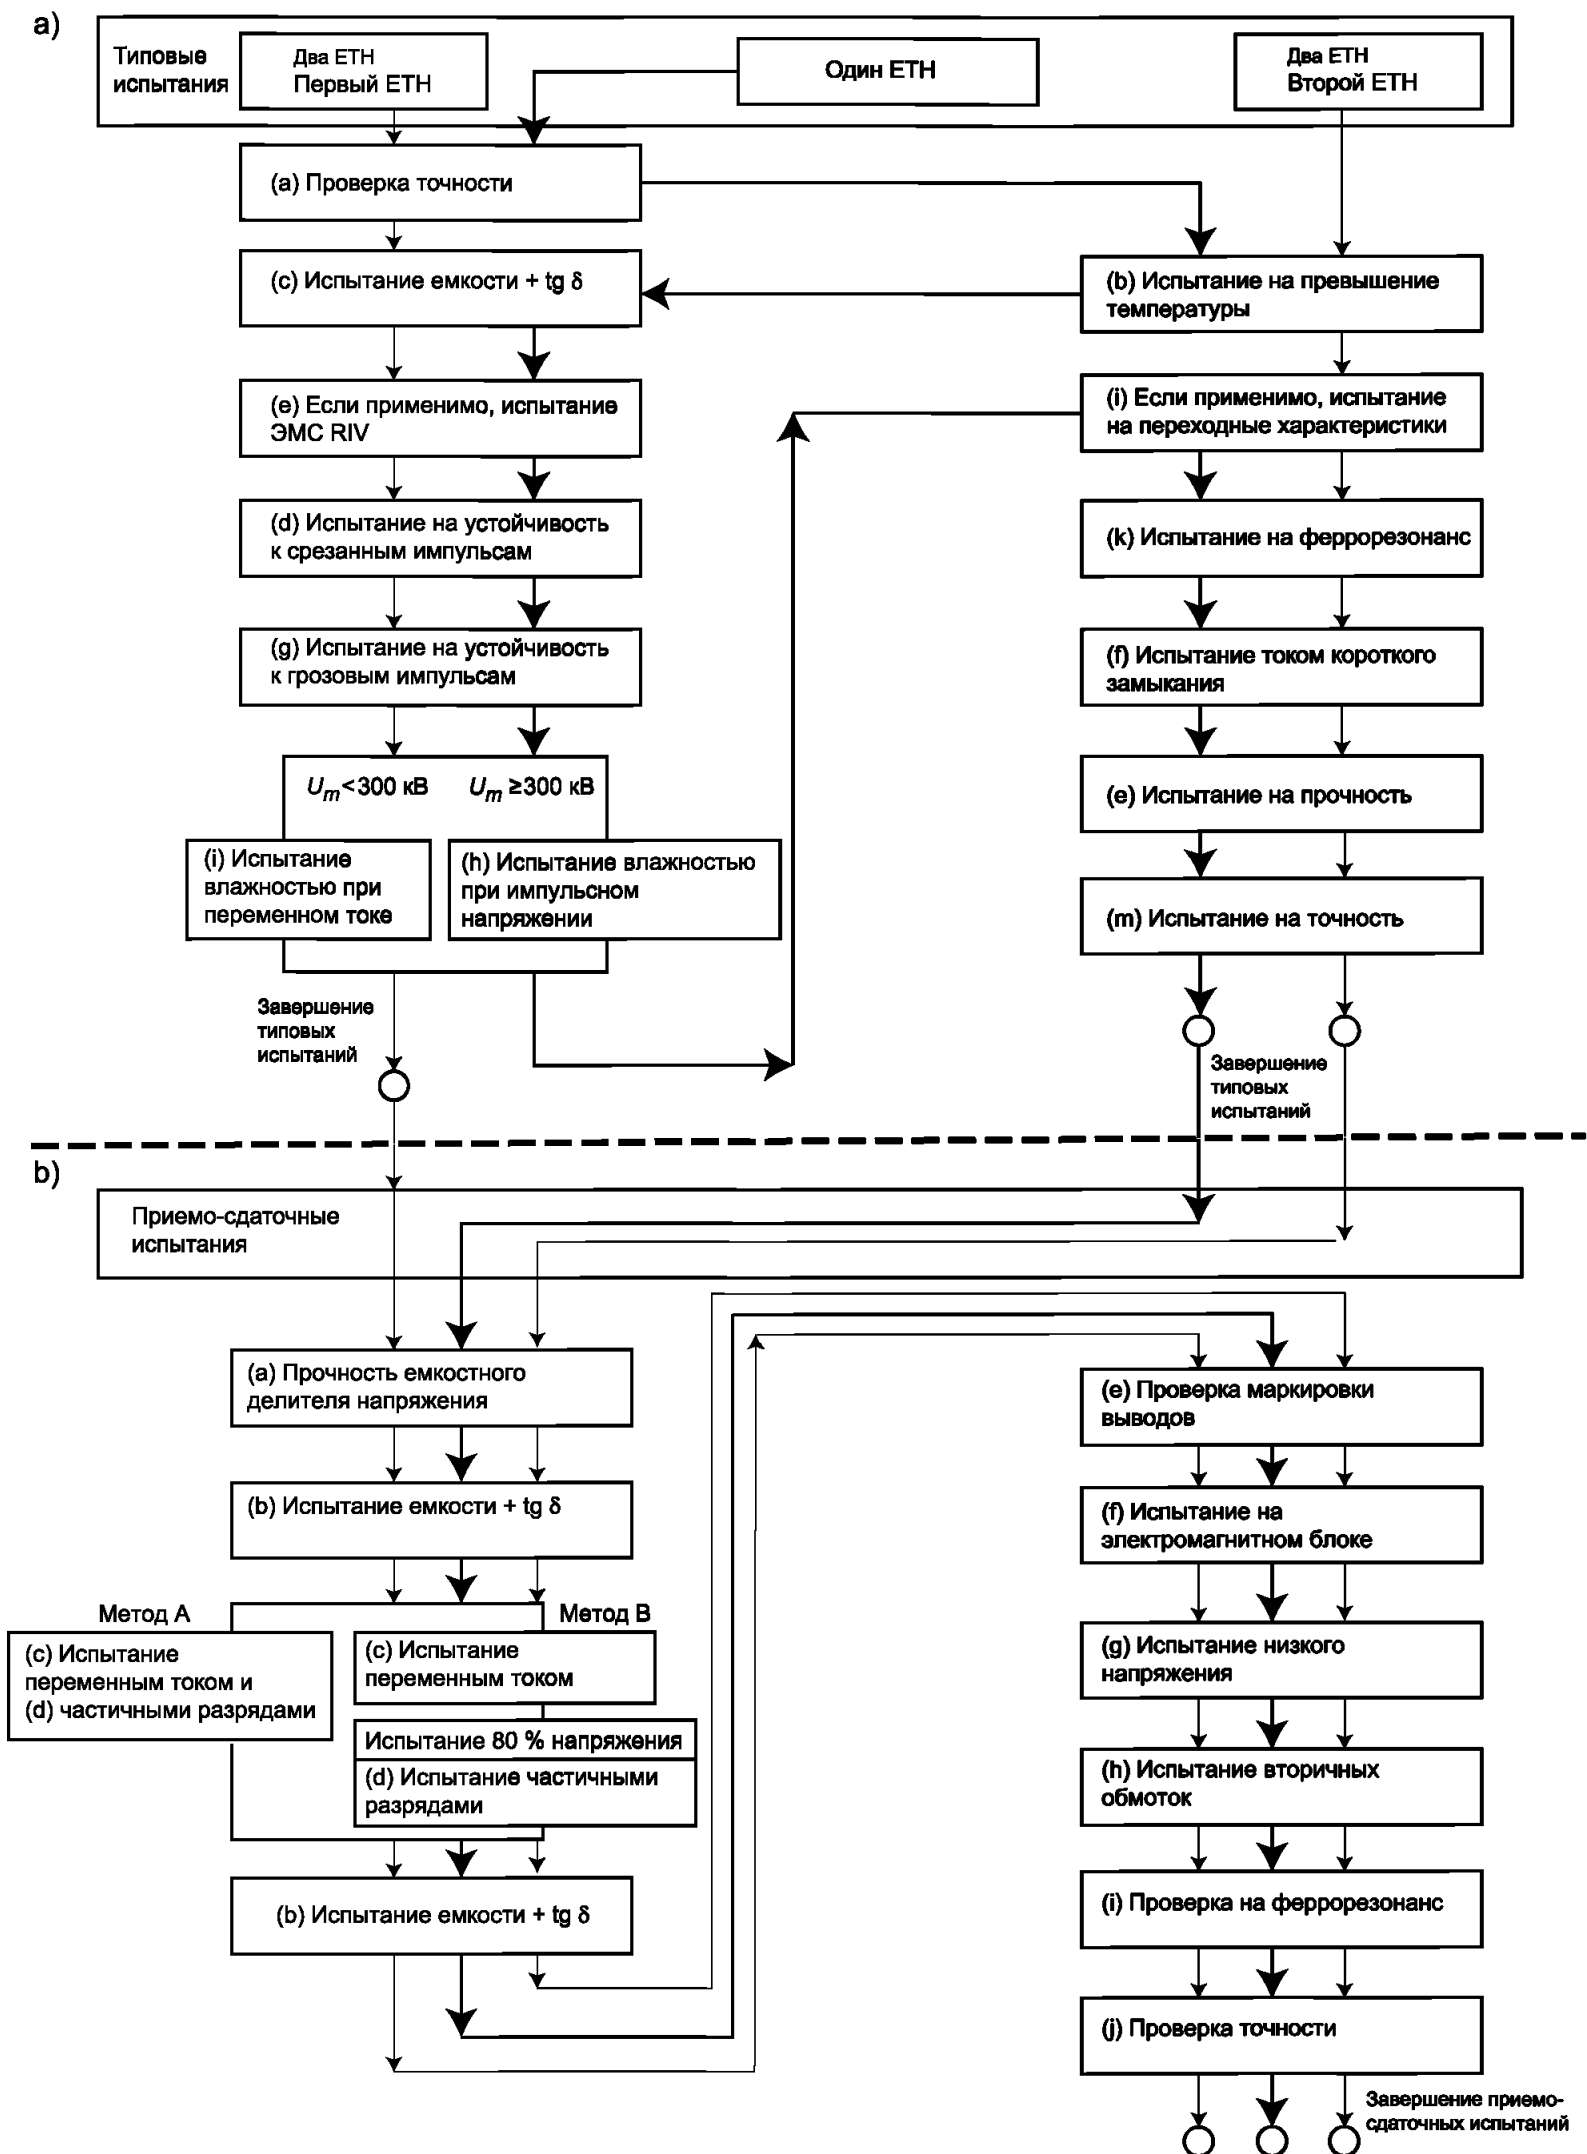 a)
Типовые
испытания
Два ETH
Первый ETH
Один ETH
Два ETH
Второй ETH
(a) Проверка точности
(c) Испытание емкости + tg δ
(b) Испытание на превышение
температуры
(e) Если применимо, испытание
ЭМС RIV
(i) Если применимо, испытание
на переходные характеристики
(d) Испытание на устойчивость
к срезанным импульсам
(k) Испытание на феррорезонанс
(g) Испытание на устойчивость
к грозовым импульсам
(f) Испытание током короткого
замыкания
Um<300 кВ
Um ≥300 кВ
(e) Испытание на прочность
(i) Испытание
влажностью при
переменном токе
(h) Испытание влажностью
при импульсном
напряжении
(m) Испытание на точность
Завершение
типовых
испытаний
Завершение
типовых
испытаний
b)
Приемо-сдаточные
испытания
(a) Прочность емкостного
делителя напряжения
(e) Проверка маркировки
выводов
(b) Испытание емкости + tg δ
(f) Испытание на
электромагнитном блоке
Метод А
Метод В
(c) Испытание
переменным током и
(d) частичными разрядами
(c) Испытание
переменным током
(g) Испытание низкого
напряжения
Испытание 80 % напряжения
(d) Испытание частичными
разрядами
(h) Испытание вторичных
обмоток
(b) Испытание емкости + tg δ
(i) Проверка на феррорезонанс
(j) Проверка точности
Завершение приемо-
сдаточных испытаний